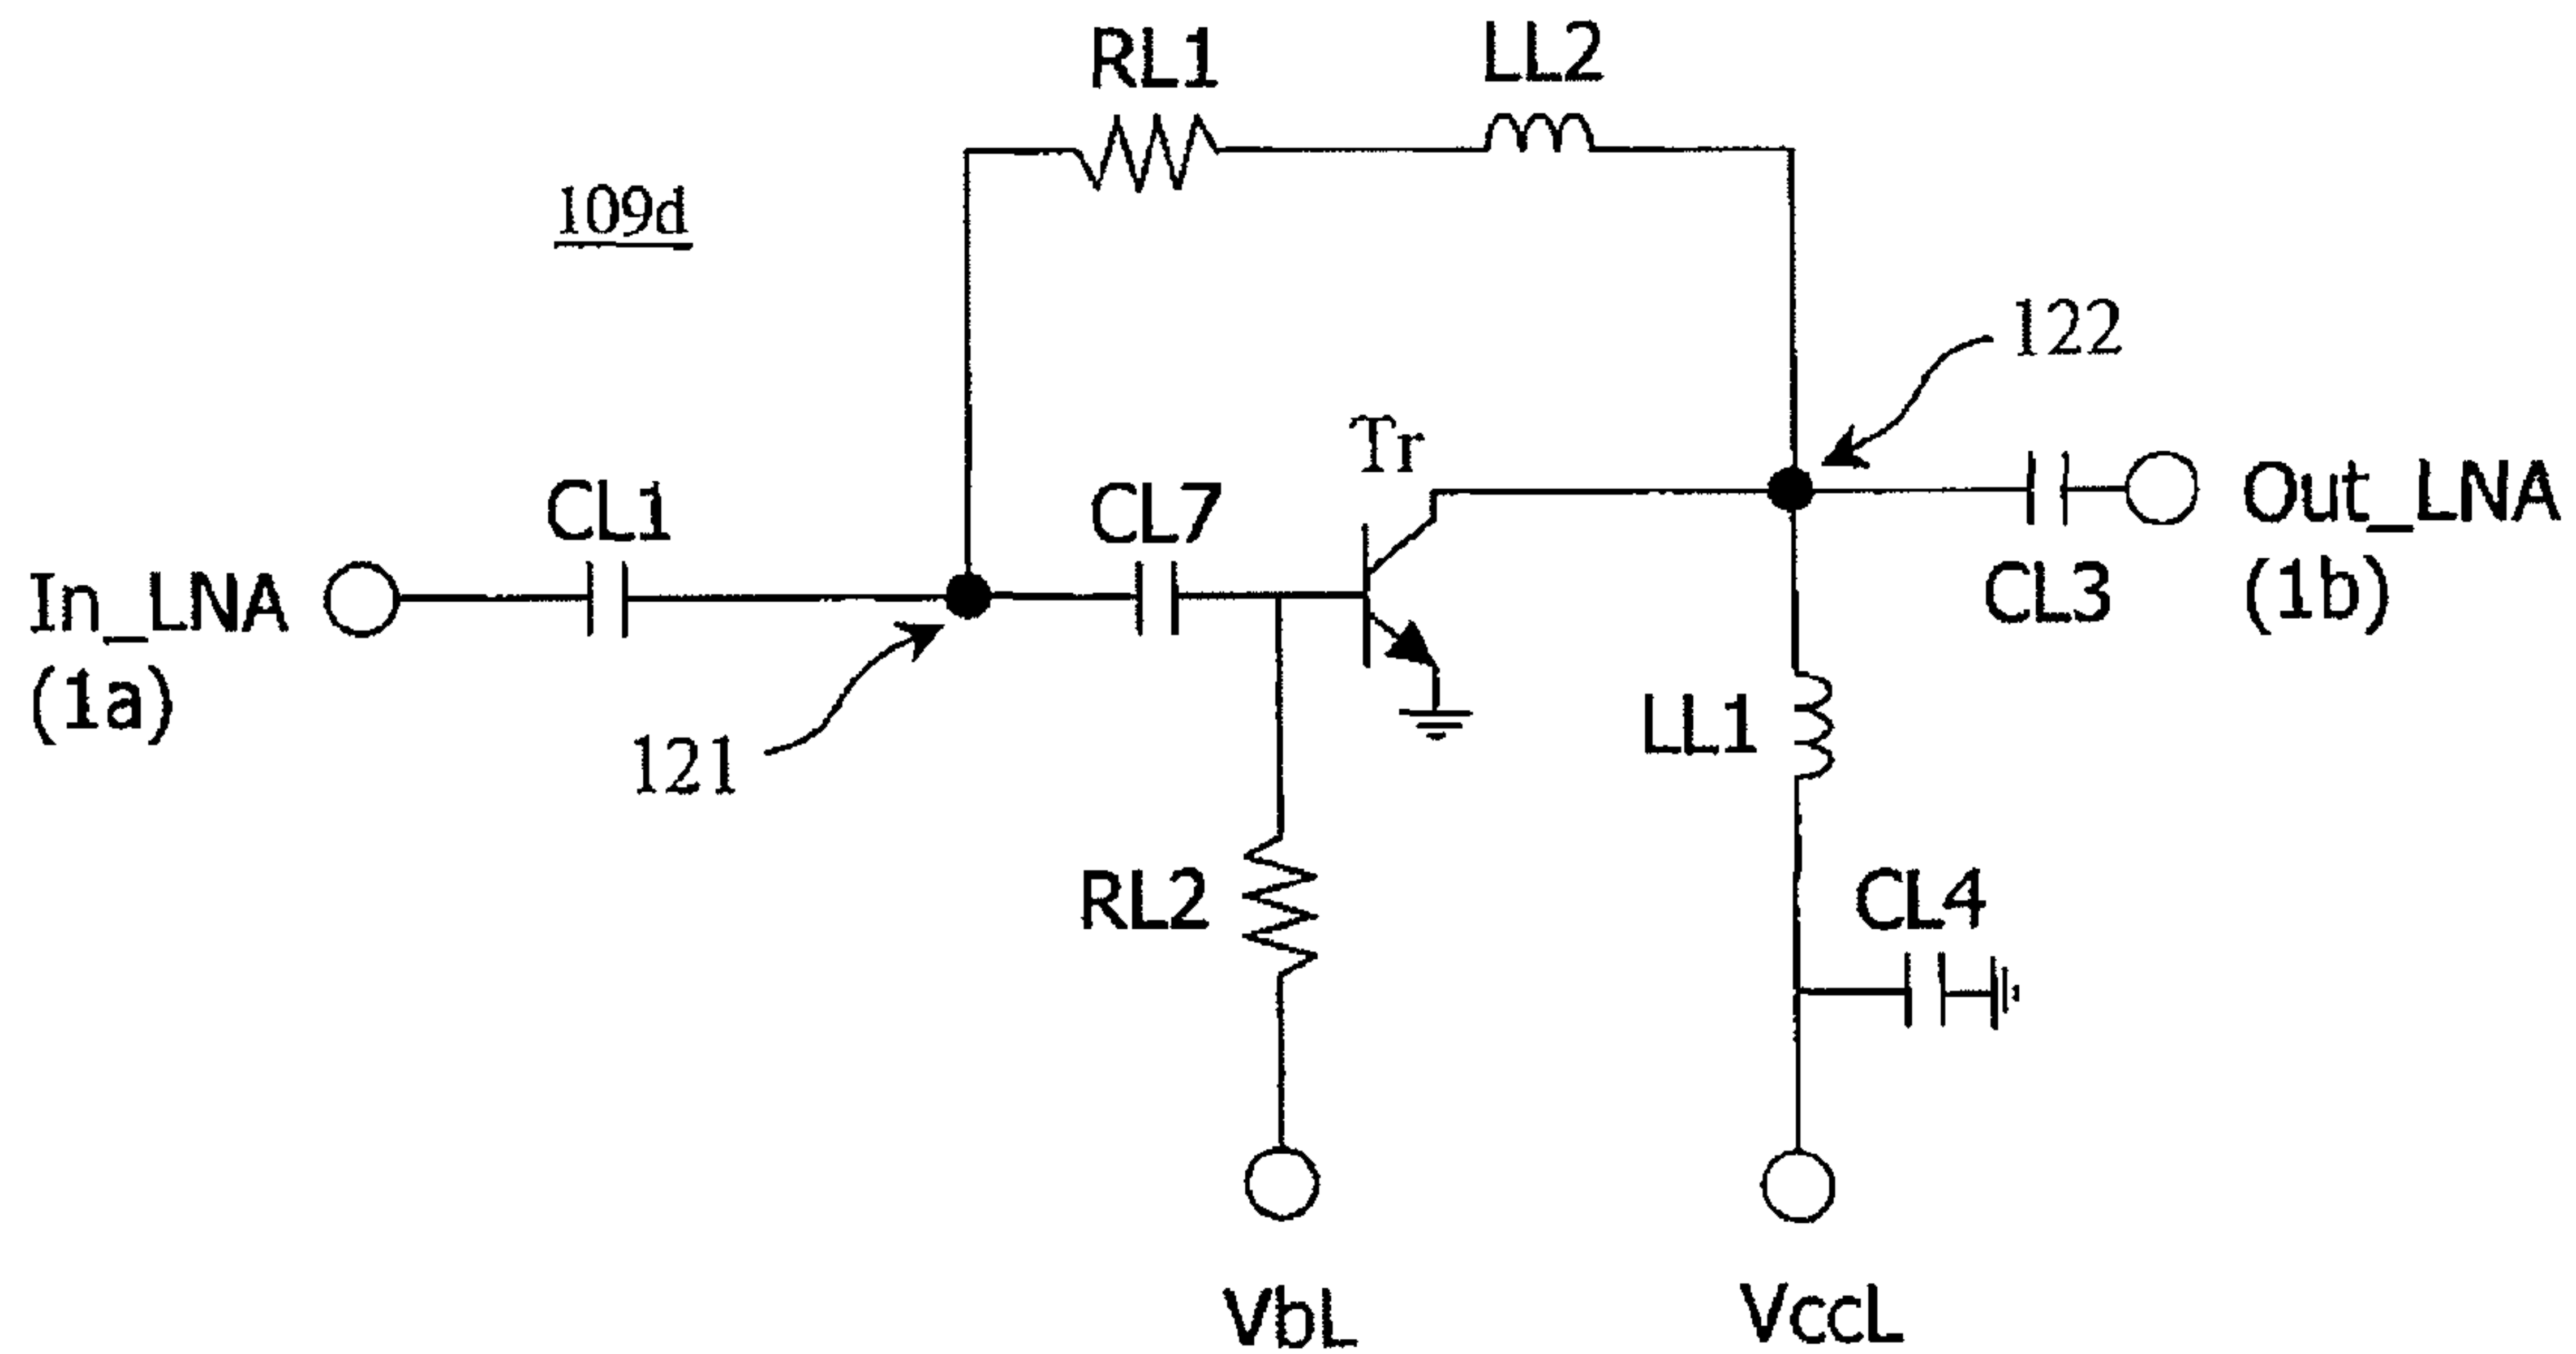 RL1
LL2
109d
122
Tr
CL1
CL7
Out_LNA
(1b)
In_LNA
(1a)
CL3
121
LL1
RL2
CL4
VbL
VccL